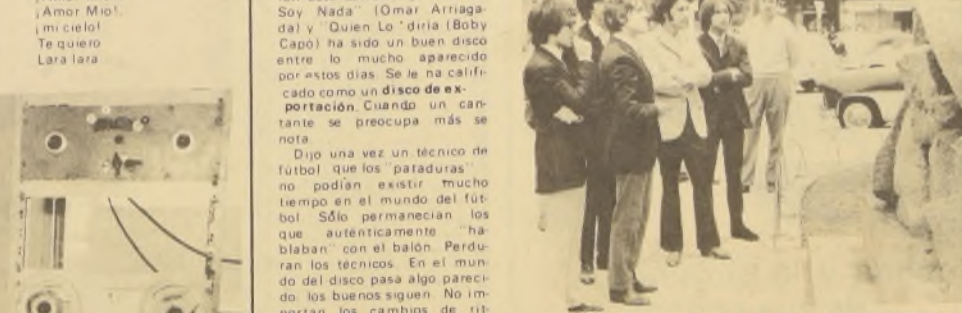 ¡Amor Mio!.
¡mi cielo!
Te quiero
Lara lara
Soy Nada" (Omar Arriaga-
da) y "Quien Lo "diria (Boby
Capó) ha sido un buen disco
entre lo mucho aparecido
por estos dias. Se le ha califi-
cado como un disco de ex-
portación. Cuando un can-
tante se preocupa más se
nota.
Dijo una vez un técnico de
fútbol que los "pataduras"
no podían existir mucho
tiempo en el mundo del fút-
bol. Sólo permanecían los
que auténticamente "ha-
blaban" con el balón. Perdu-
ran los técnicos. En el mun-
do del disco pasa algo pareci-
do: los buenos siguen. No im-
portan los cambios de rit-